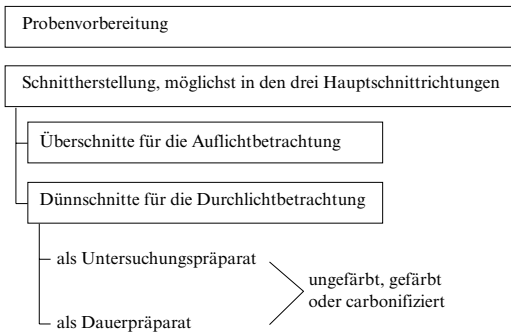 Probenvorbereitung
Schnittherstellung, möglichst in den drei Hauptschnittrichtungen
Überschnitte für die Auflichtbetrachtung
Dünnschnitte für die Durchlichtbetrachtung
als Untersuchungspräparat
ungefärbt, gefärbt
oder carbonifiziert
als Dauerpräparat